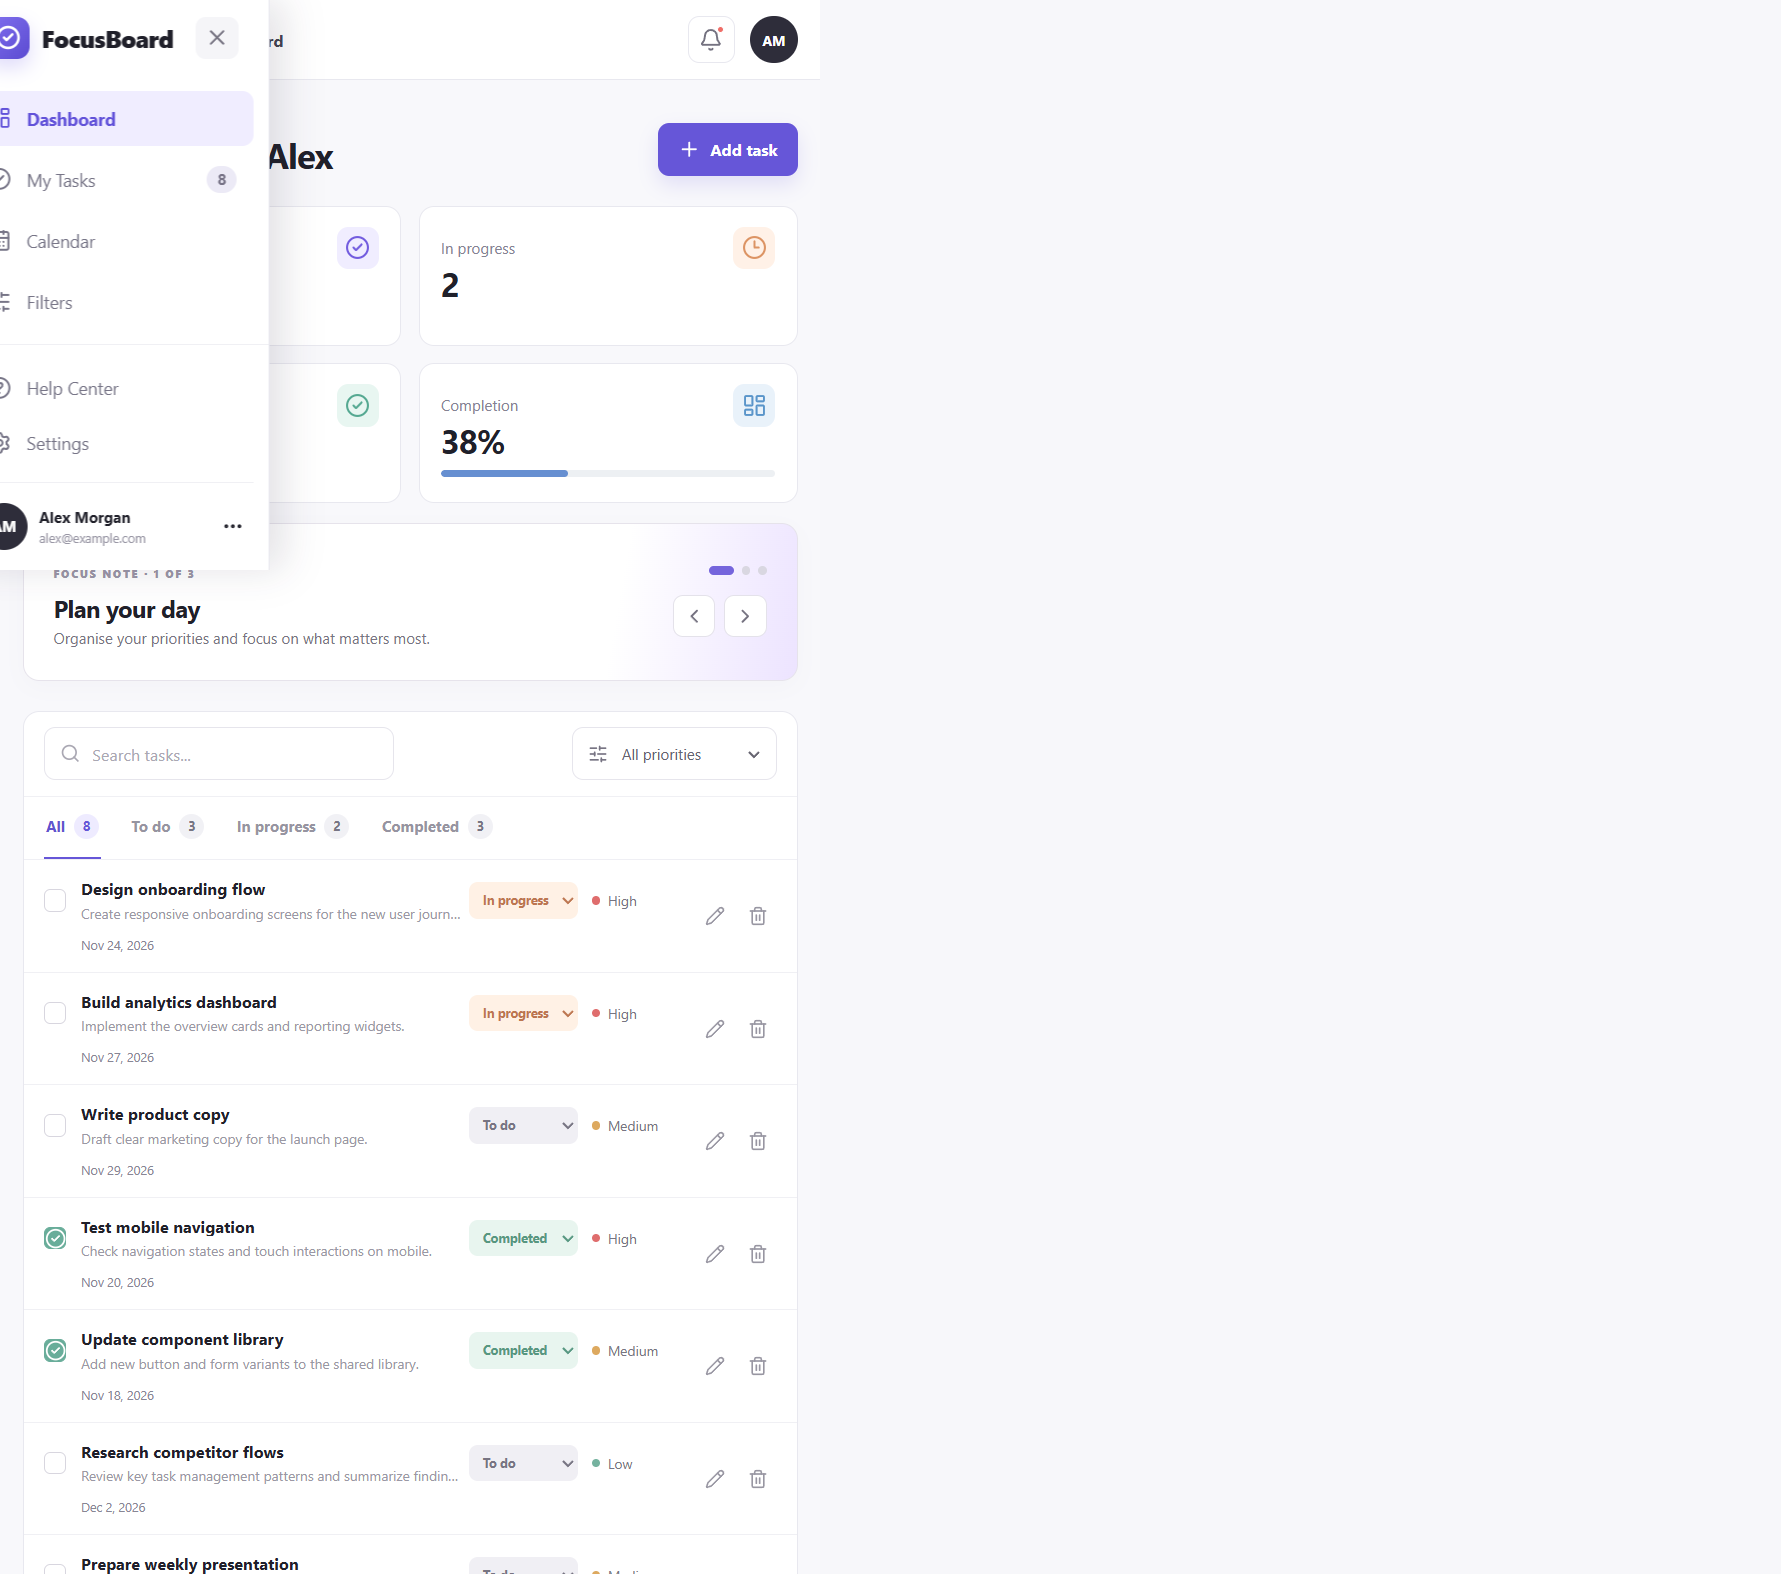 FocusBoard
rd
AM
Dashboard
My Tasks 8
Calendar
Filters
Help Center
Settings
AM
Alex Morgan
alex@example.com
Alex
Add task
In progress
2
Completion
38%
FOCUS NOTE · 1 OF 3
Plan your day
Organise your priorities and focus on what matters most.
Search tasks...
All priorities
All 8 To do 3 In progress 2 Completed 3
Design onboarding flow
Create responsive onboarding screens for the new user journ...
Nov 24, 2026
In progress
High
Build analytics dashboard
Implement the overview cards and reporting widgets.
Nov 27, 2026
In progress
High
Write product copy
Draft clear marketing copy for the launch page.
Nov 29, 2026
To do
Medium
Test mobile navigation
Check navigation states and touch interactions on mobile.
Nov 20, 2026
Completed
High
Update component library
Add new button and form variants to the shared library.
Nov 18, 2026
Completed
Medium
Research competitor flows
Review key task management patterns and summarize findin...
Dec 2, 2026
To do
Low
Prepare weekly presentation